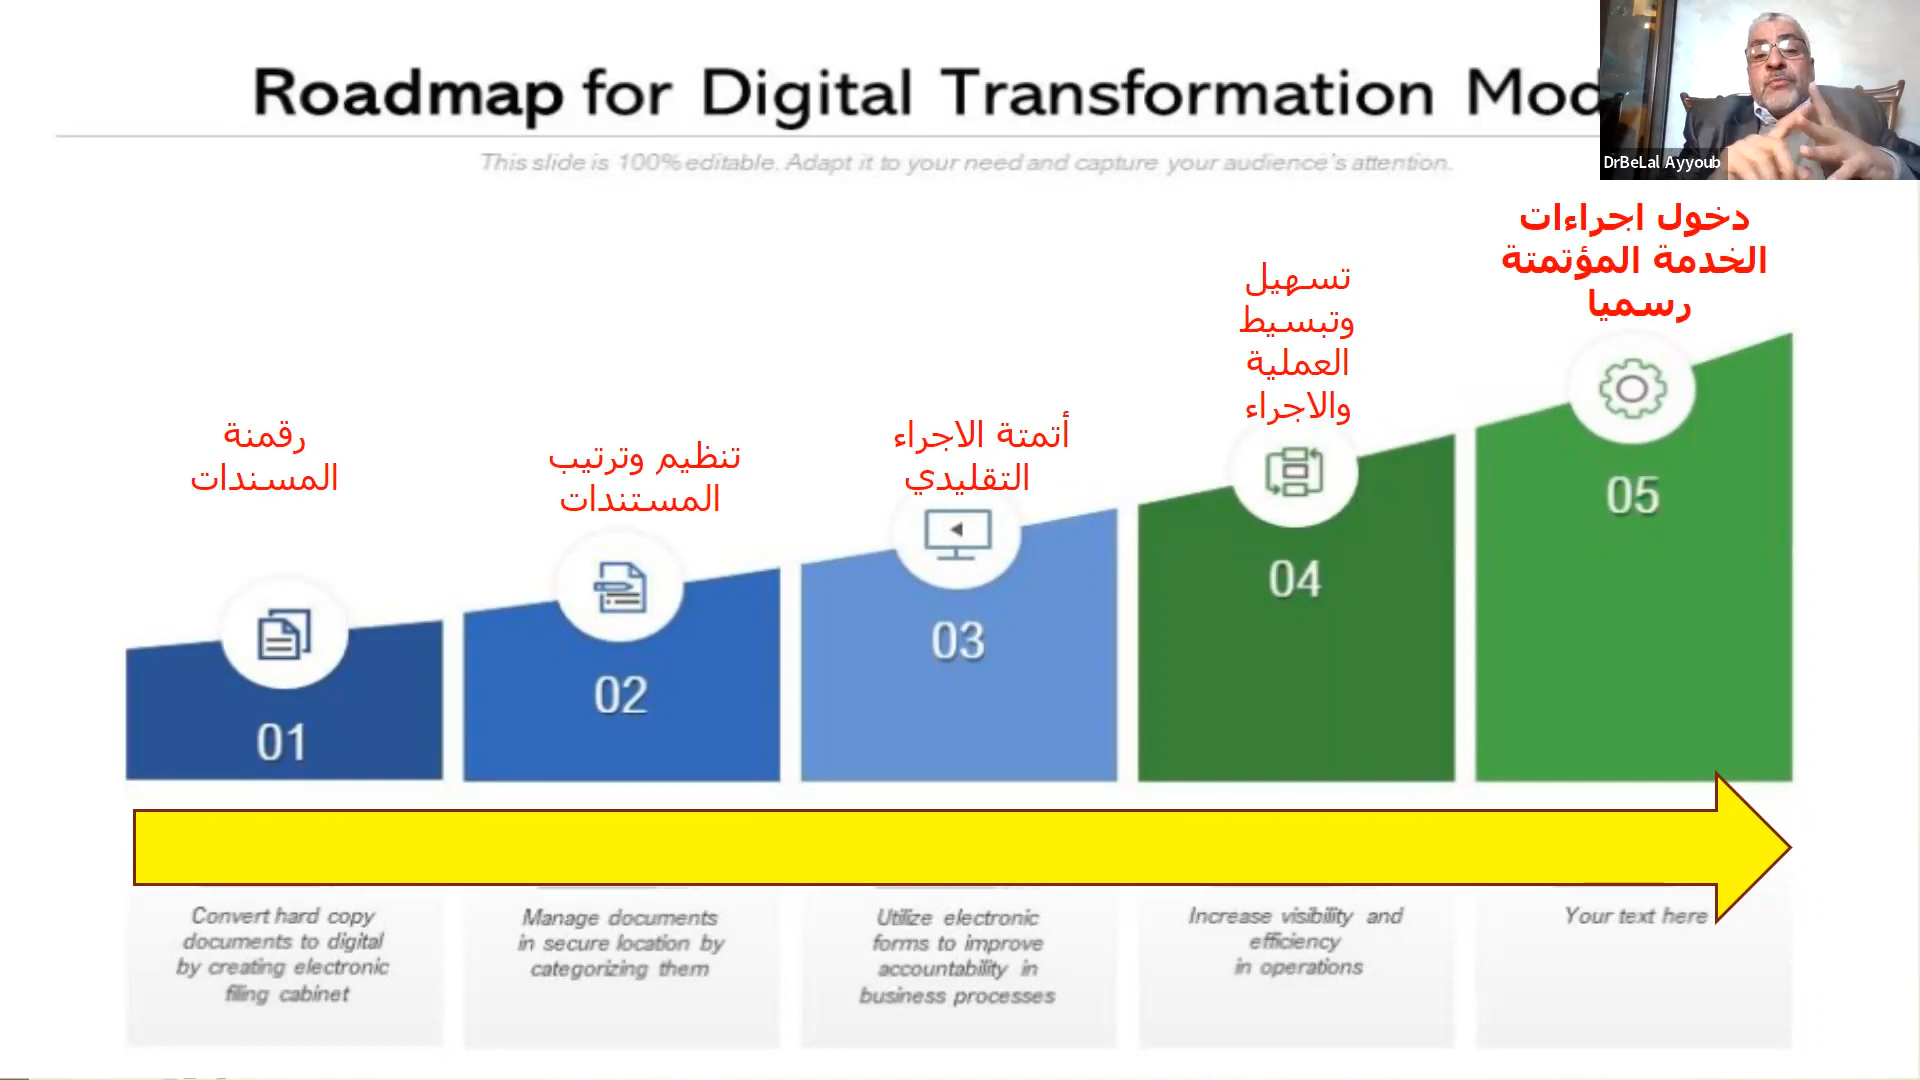 Roadmap for Digital Transformation Mod
This slide is 100% editable. Adapt it to your need and capture your audience's attention.
DrBeLal Ayyoub
رقمنة
المسندات
01
Convert hard copy
documents to digital
by creating electronic
filing cabinet
تنظيم وترتيب
المستندات
02
Manage documents
in secure location by
categorizing them
أتمتة الاجراء
التقليدي
03
Utilize electronic
forms to improve
accountability in
business processes
تسهيل
وتبسيط
العملية
والاجراء
04
Increase visibility and
efficiency
in operations
دخول اجراءات
الخدمة المؤتمتة
رسميا
05
Your text here